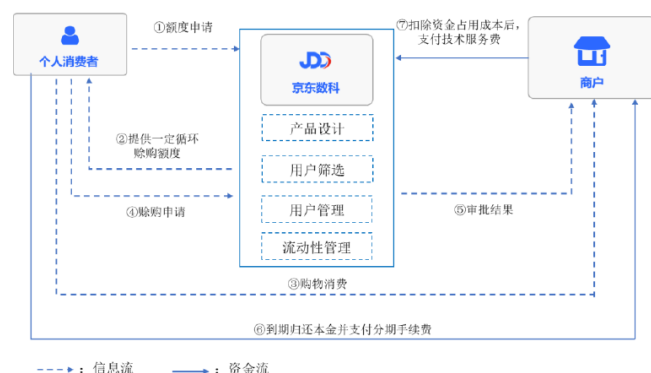 ①额度申请
⑦扣除资金占用成本后，
支付技术服务费
个人消费者
JDD
京东数科
商户
产品设计
②提供一定循环
赊购额度
用户筛选
④赊购申请
用户管理
⑤审批结果
流动性管理
③购物消费
⑥到期归还本金并支付分期手续费
：信息流
：资金流